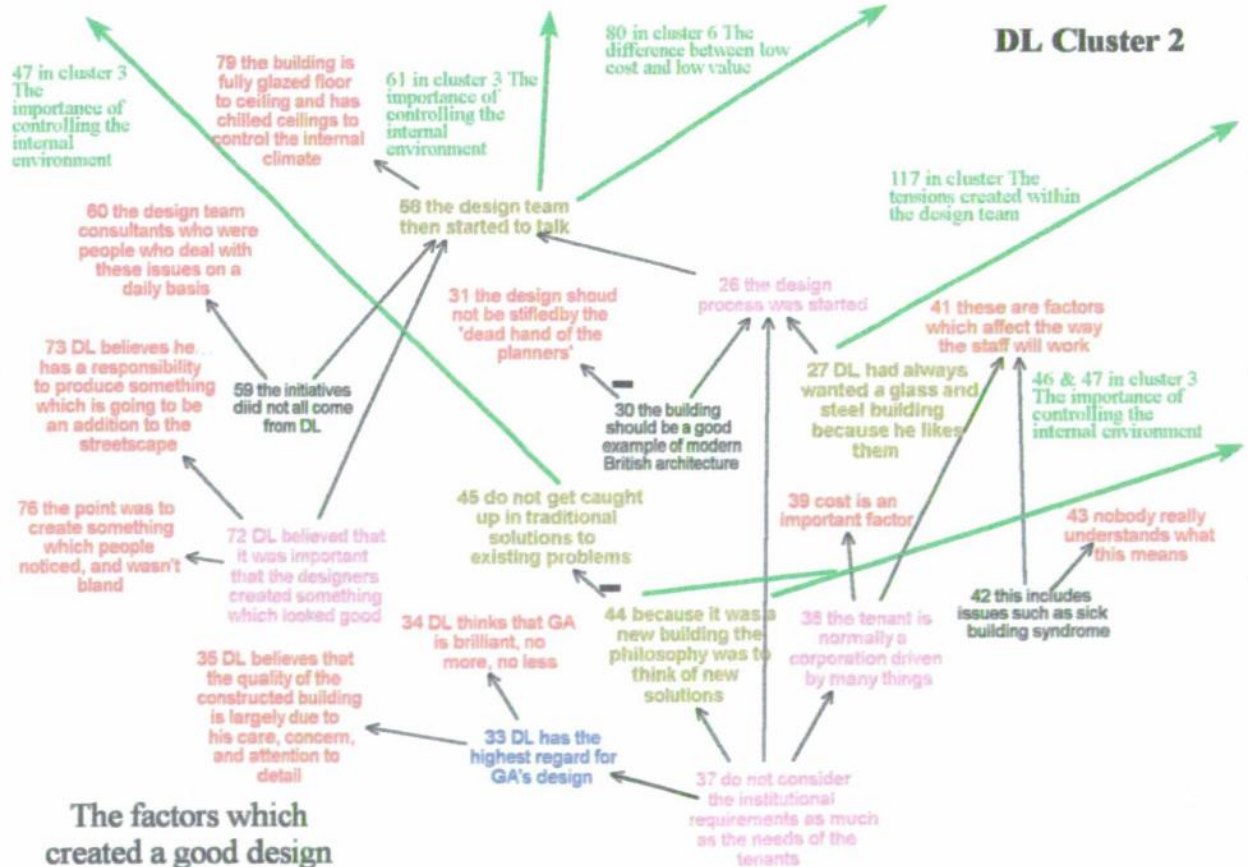 DL Cluster 2
47 in cluster 3
The
importance of
controlling the
internal
environment
79 the building is
fully glazed floor
to ceiling and has
chilled ceilings to
control the internal
climate
61 in cluster 3 The
importance of
controlling the
internal
environment
80 in cluster 6 The
difference between low
cost and low value
117 in cluster The
tensions created within
the design team
60 the design team
consultants who were
people who deal with
these issues on a
daily basis
58 the design team
then started to talk
26 the design
process was started
31 the design shoud
not be stifledby the
'dead hand of the
planners'
41 these are factors
which affect the way
the staff will work
73 DL believes he
has a responsibility
to produce something
which is going to be
an addition to the
streetscape
59 the initiatives
diid not all come
from DL
30 the building
should be a good
example of modern
British architecture
27 DL had always
wanted a glass and
steel building
because he likes
them
46 & 47 in cluster 3
The importance of
controlling the
internal environment
76 the point was to
create something
which people
noticed, and wasn't
bland
72 DL believed that
it was important
that the designers
created something
which looked good
45 do not get caught
up in traditional
solutions to
existing problems
39 cost is an
important factor
43 nobody really
understands what
this means
34 DL thinks that GA
is brilliant, no
more, no less
44 because it was a
new building the
philosophy was to
think of new
solutions
38 the tenant is
normally a
corporation driven
by many things
42 this includes
issues such as sick
building syndrome
35 DL believes that
the quality of the
constructed building
is largely due to
his care, concern,
and attention to
detail
33 DL has the
highest regard for
GA's design
37 do not consider
the institutional
requirements as much
as the needs of the
tenants
The factors which
created a good design